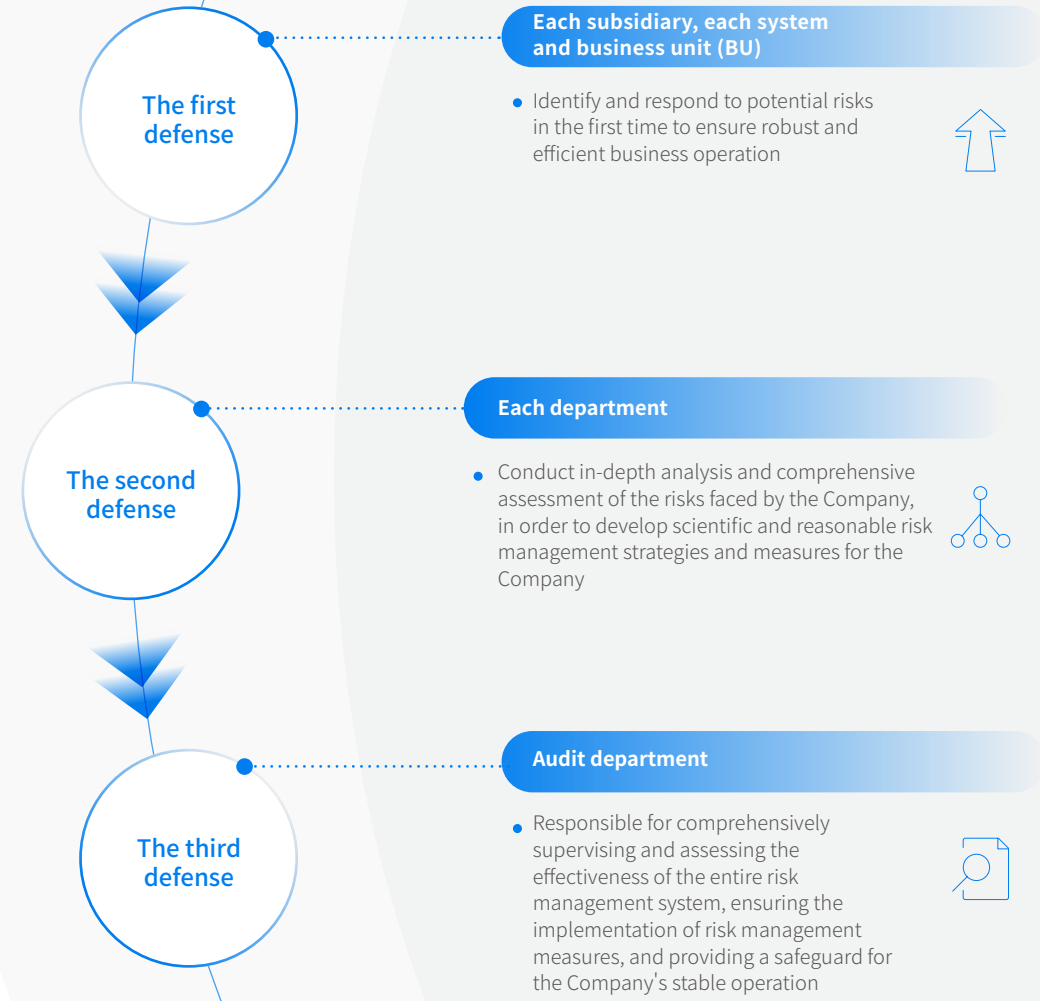 The first
defense
Each subsidiary, each system
and business unit (BU)
Identify and respond to potential risks
in the first time to ensure robust and
efficient business operation
The second
defense
Each department
Conduct in-depth analysis and comprehensive
assessment of the risks faced by the Company,
in order to develop scientific and reasonable risk
management strategies and measures for the
Company
The third
defense
Audit department
Responsible for comprehensively
supervising and assessing the
effectiveness of the entire risk
management system, ensuring the
implementation of risk management
measures, and providing a safeguard for
the Company's stable operation